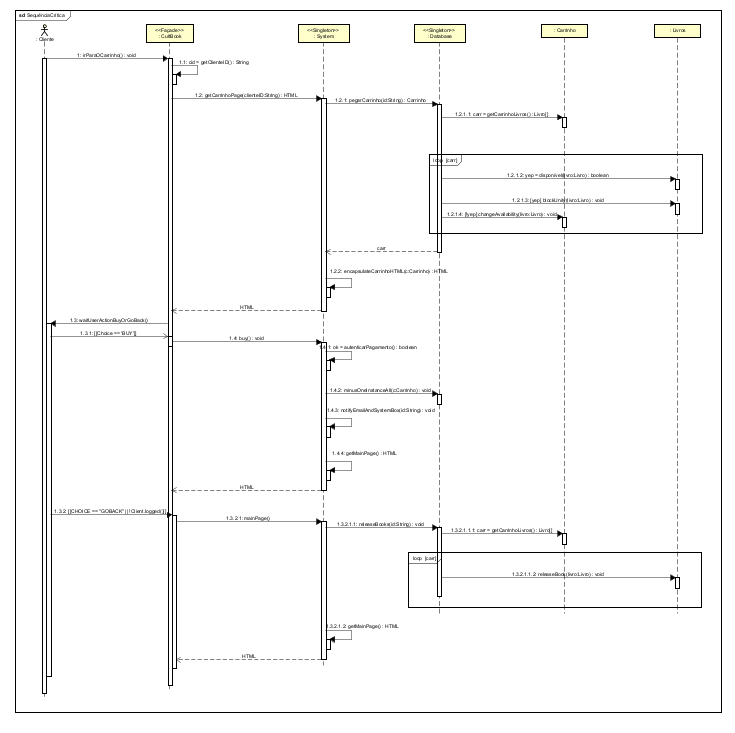 sd SequênciaCrítica
: Cliente
<<Façade>>
: CultBook
<<Singleton>>
: System
<<Singleton>>
: Database
: Carrinho
: Livros
1: irParaOCarrinho() : void
1.1: cid = getClienteID() : String
1.2: getCarrinhoPage(clienteID:String) : HTML
1.2.1: pegarCarrinho(id:String) : Carrinho
1.2.1.1: carr = getCarrinhoLivros() : Livro[]
loop [carr]
1.2.1.2: yep = disponivel(livro:Livro) : boolean
1.2.1.3: [yep] blockUnity(livro:Livro) : void
1.2.1.4: [!yep] changeAvailability(livro:Livro) : void
carr
1.2.2: encapsulateCarrinhoHTML(c:Carrinho) : HTML
HTML
1.3: waitUserActionBuyOrGoBack()
1.3.1: [(Choice == 'BUY')]
1.4: buy() : void
1.4.1: ok = autenticarPagamento() : boolean
1.4.2: minusOneInstanceAll(c:Carrinho) : void
1.4.3: notifyEmailAndSystemBox(id:String) : void
1.4.4: getMainPage() : HTML
HTML
1.3.2: [(CHOICE == "GOBACK" || !Client.logged())]
1.3.2.1: mainPage()
1.3.2.1.1: releaseBooks(id:String) : void
1.3.2.1.1.1: carr = getCarrinhoLivros() : Livro[]
loop [carr]
1.3.2.1.1.2: releaseBook(livro:Livro) : void
1.3.2.1.2: getMainPage() : HTML
HTML